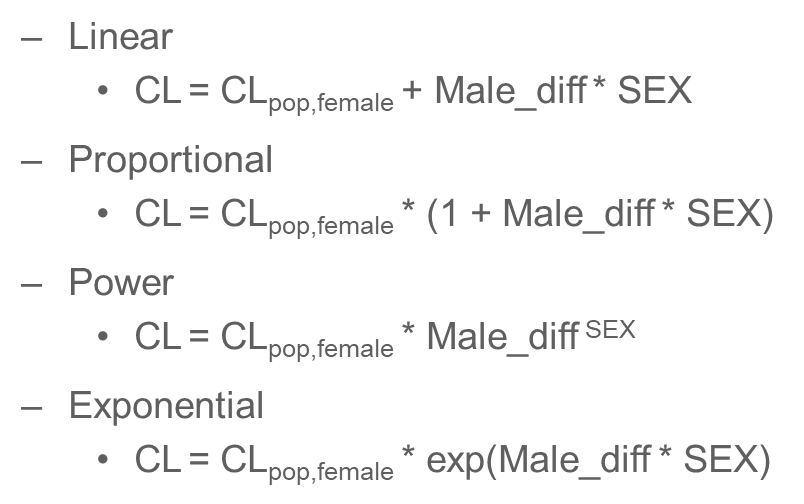 – Linear
• CL = CLpop,female + Male_diff * SEX
– Proportional
• CL = CLpop,female * (1 + Male_diff * SEX)
– Power
• CL = CLpop,female * Male_diff SEX
– Exponential
• CL = CLpop,female * exp(Male_diff * SEX)